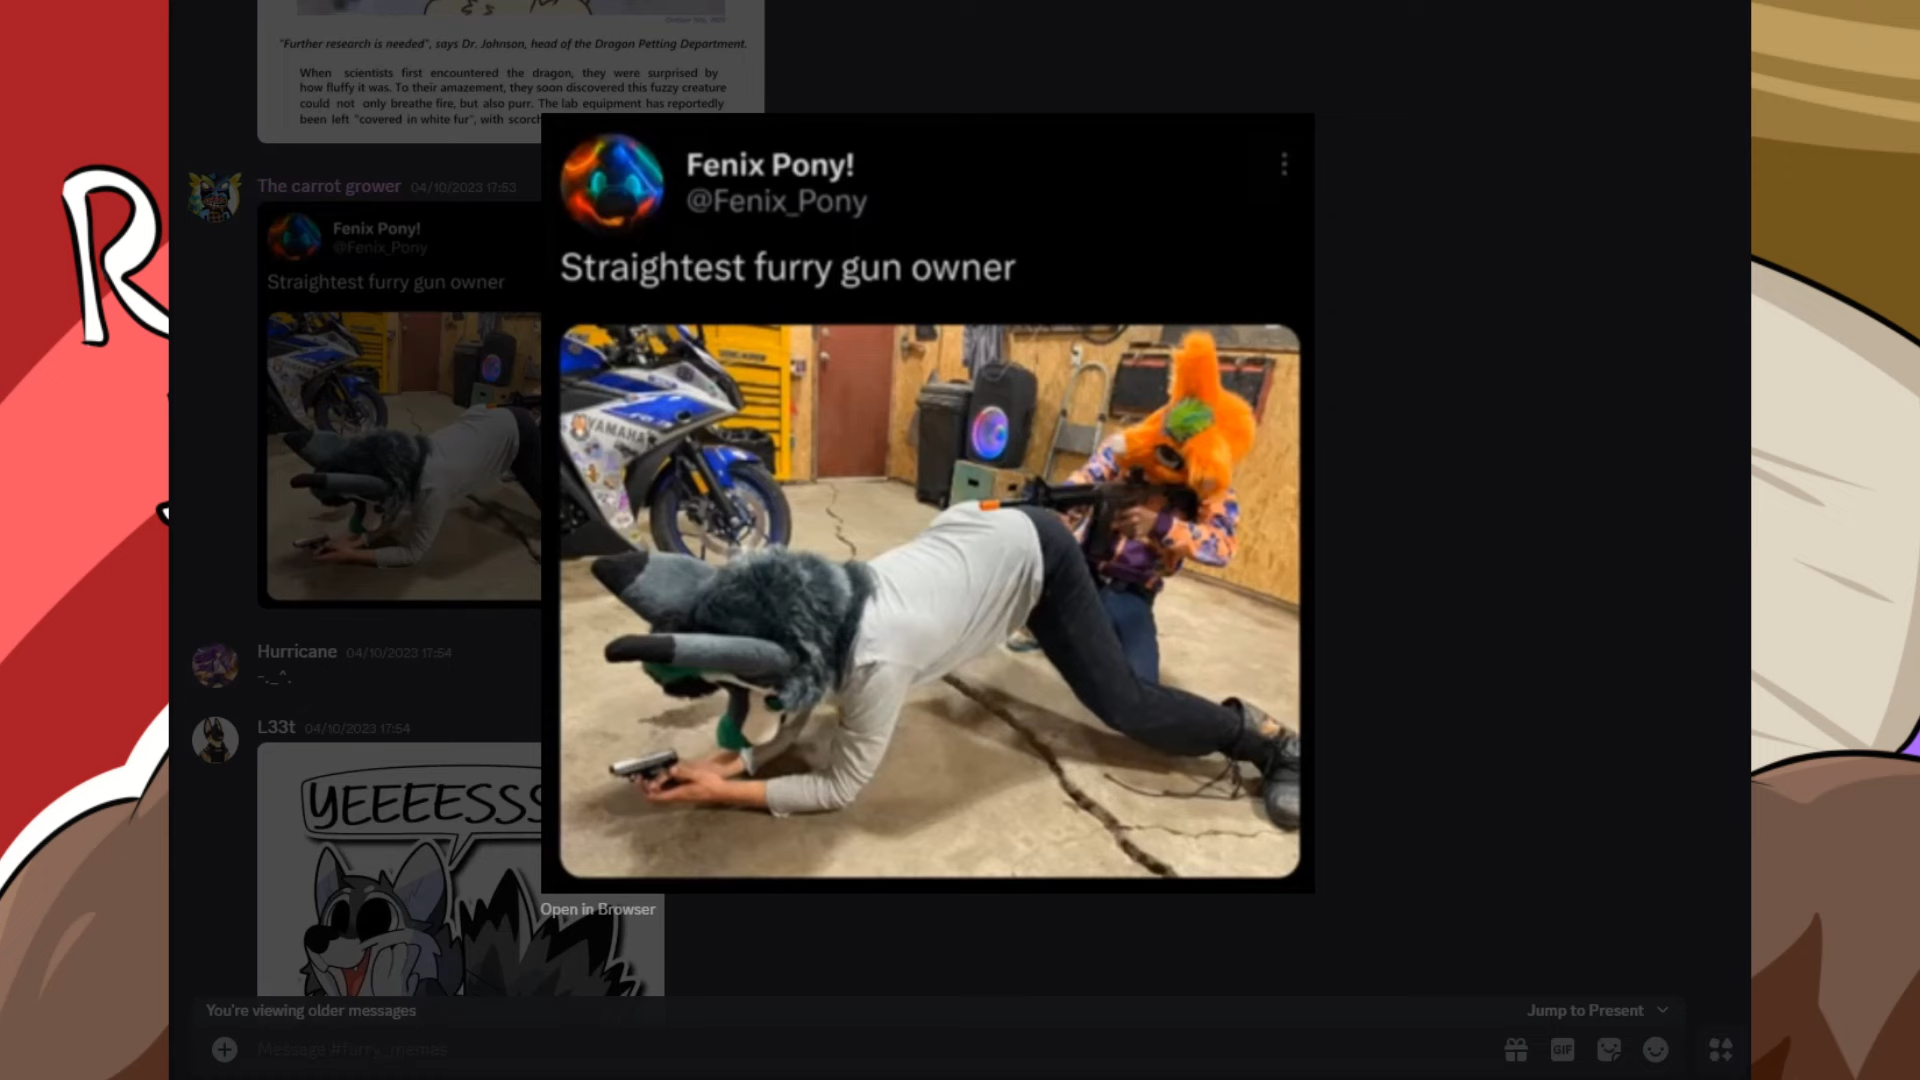 "Further research is needed", says Dr. Johnson, head of the Dragon Petting Department.
When scientists first encountered the dragon, they were surprised by
how fluffy it was. To their amazement, they soon discovered this fuzzy creature
could not only breathe fire, but also purr. The lab equipment has reportedly
been left "covered in white fur", with scorch
R
The carrot grower 04/10/2023 17:53
Fenix Pony!
@Fenix_Pony
Straightest furry gun owner
Fenix Pony!
@Fenix_Pony
Straightest furry gun owner
YAMAHA
Hurricane 04/10/2023 17:54
-._^.
L33t 04/10/2023 17:54
YEEEESSS
Open in Browser
You're viewing older messages
Jump to Present
Message #furry_memes
GIF